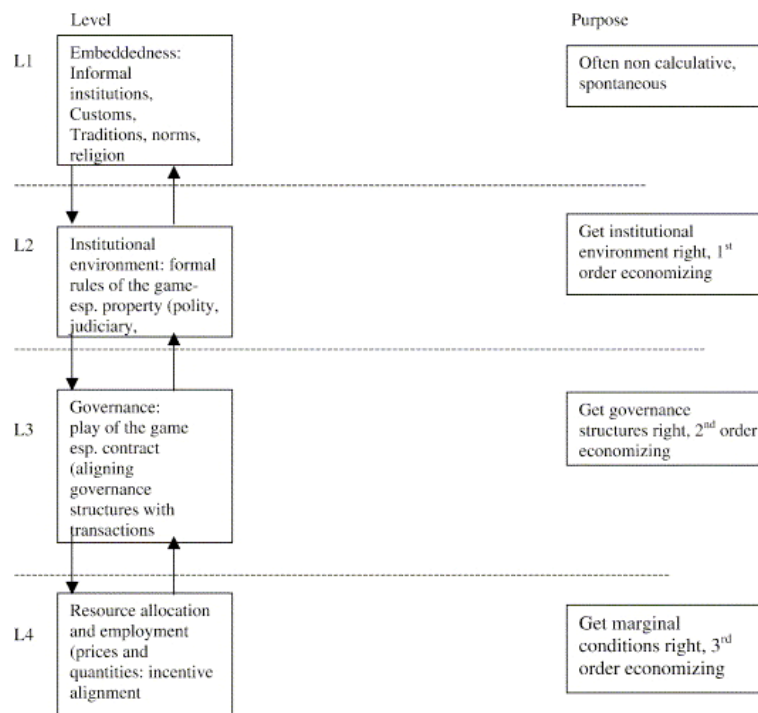 Level
Purpose
L1
Embeddedness:
Informal
institutions,
Customs,
Traditions, norms,
religion
Often non calculative,
spontaneous
L2
Institutional
environment: formal
rules of the game-
esp. property (polity,
judiciary,
Get institutional
environment right, 1st
order economizing
L3
Governance:
play of the game
esp. contract
(aligning
governance
structures with
transactions
Get governance
structures right, 2nd order
economizing
L4
Resource allocation
and employment
(prices and
quantities: incentive
alignment
Get marginal
conditions right, 3rd
order economizing